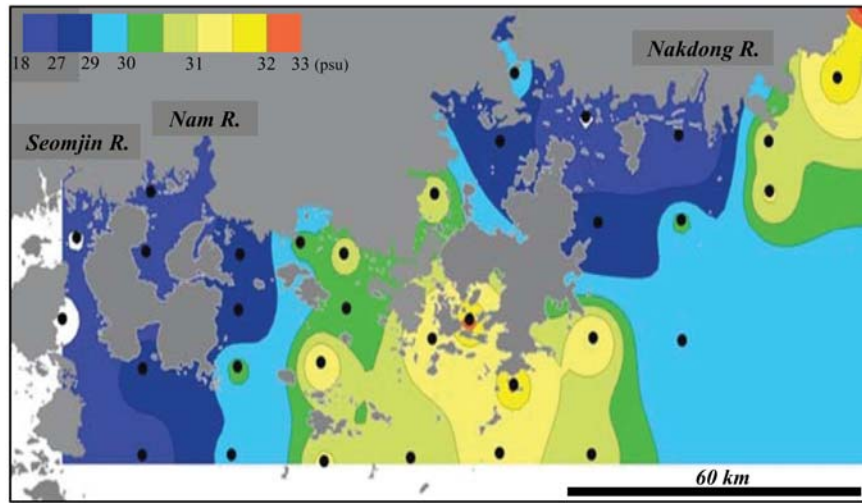 18 27 29 30 31 32 33 (psu)
Nakdong R.
Nam R.
Seomjin R.
60 km